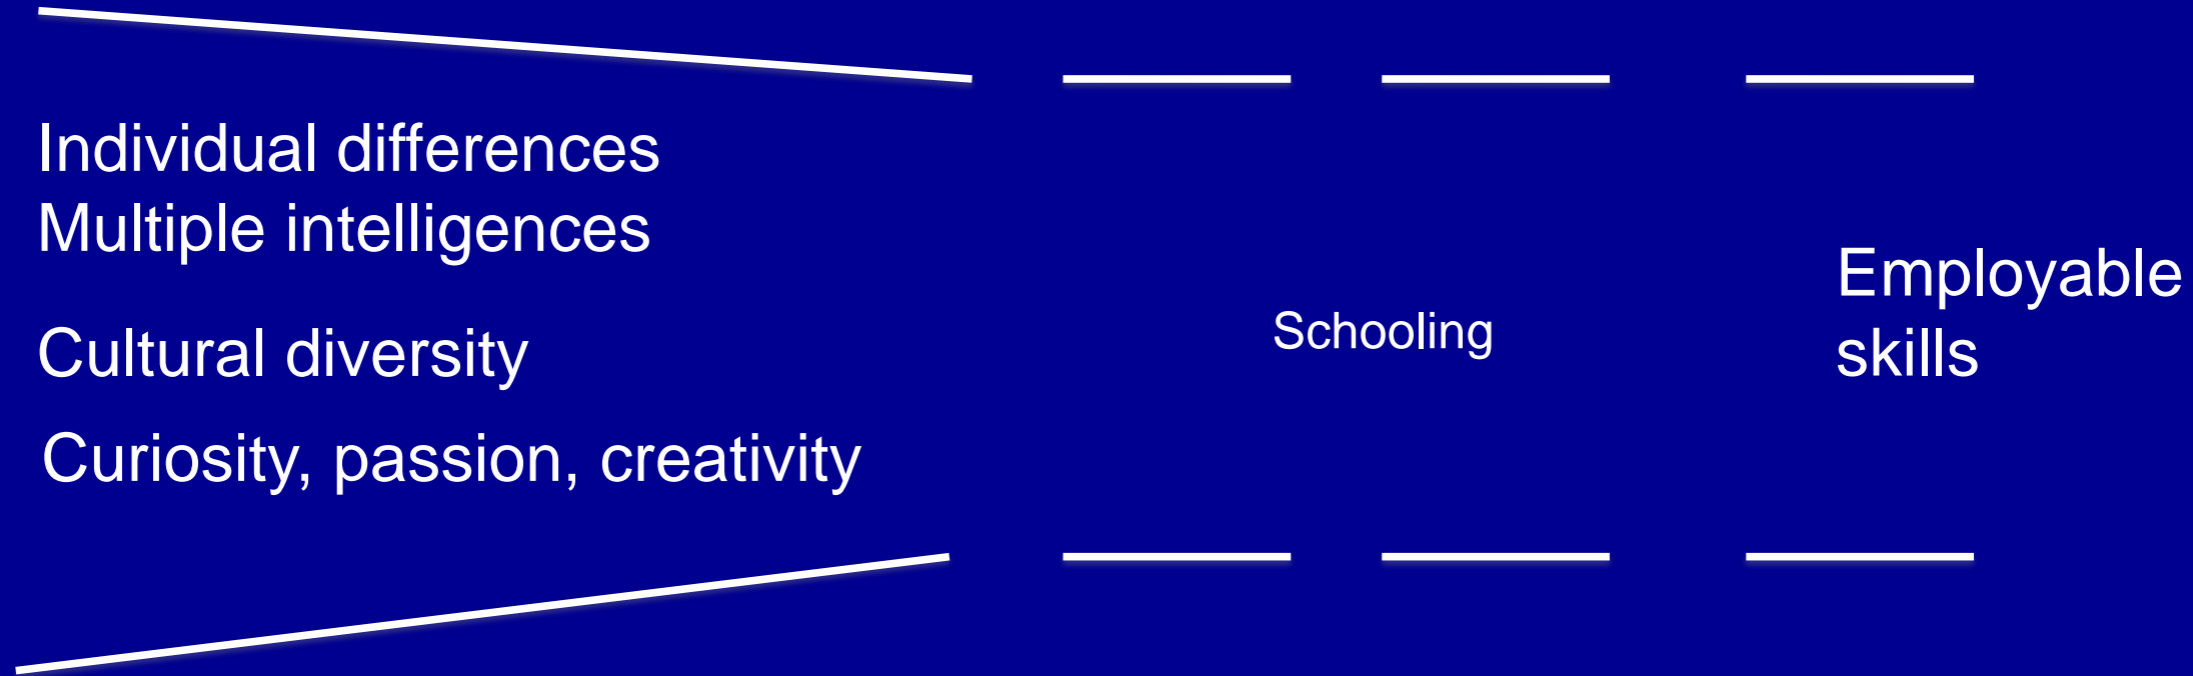 Individual differences
Multiple intelligences
Cultural diversity
Curiosity, passion, creativity
Schooling
Employable
skills